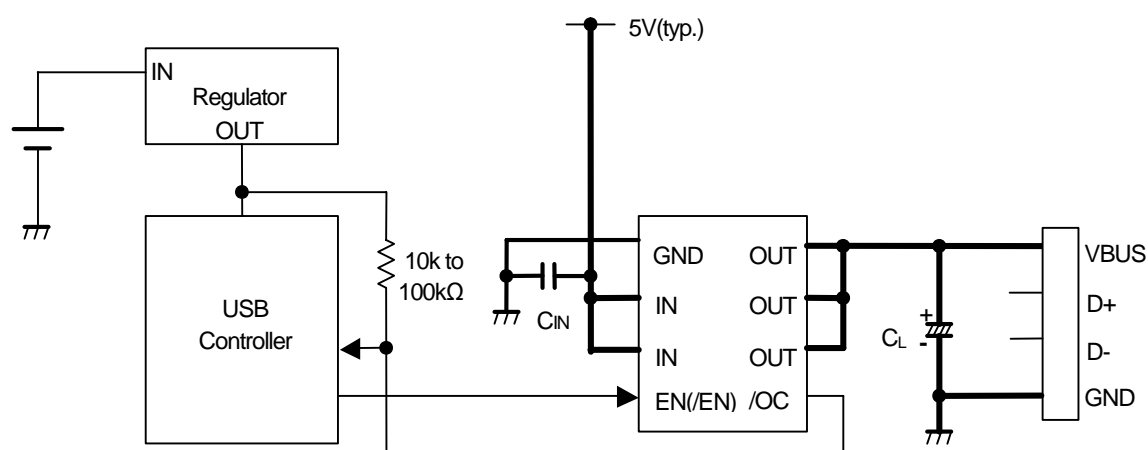 5V(typ.)
IN
Regulator
OUT
10k to
100kΩ
USB
Controller
CIN
GND OUT
IN OUT
IN OUT
EN(/EN) /OC
+
CL
-
VBUS
D+
D-
GND